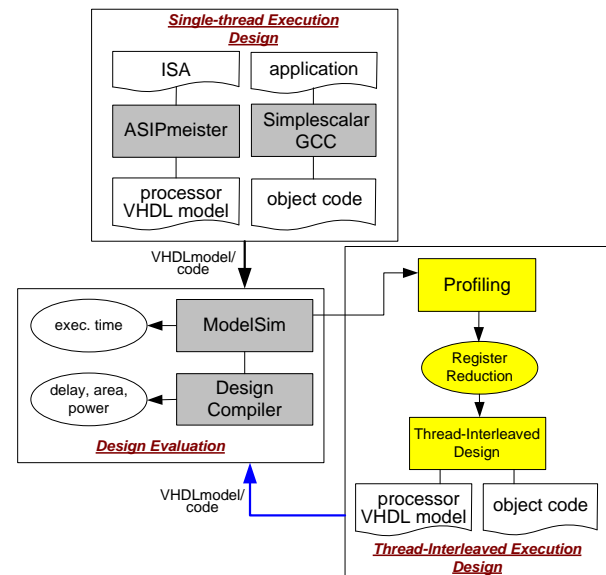 Single-thread Execution
Design
ISA
application
ASIPmeister
Simplescalar
GCC
processor
VHDL model
object code
VHDLmodel/
code
exec. time
ModelSim
delay, area,
power
Design
Compiler
Design Evaluation
VHDLmodel/
code
Profiling
Register
Reduction
Thread-Interleaved
Design
processor
VHDL model
object code
Thread-Interleaved Execution
Design